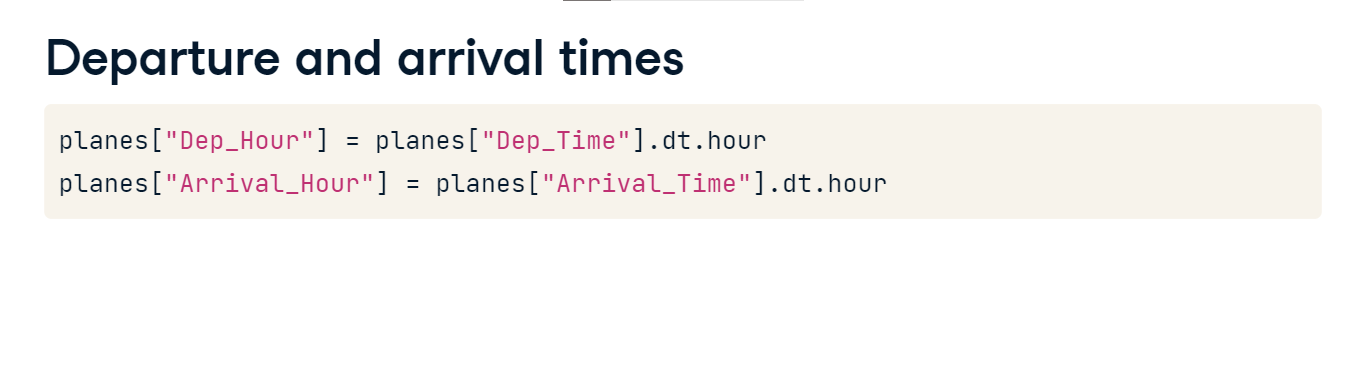 Departure and arrival times
planes["Dep_Hour"] = planes["Dep_Time"].dt.hour
planes["Arrival_Hour"] = planes["Arrival_Time"].dt.hour